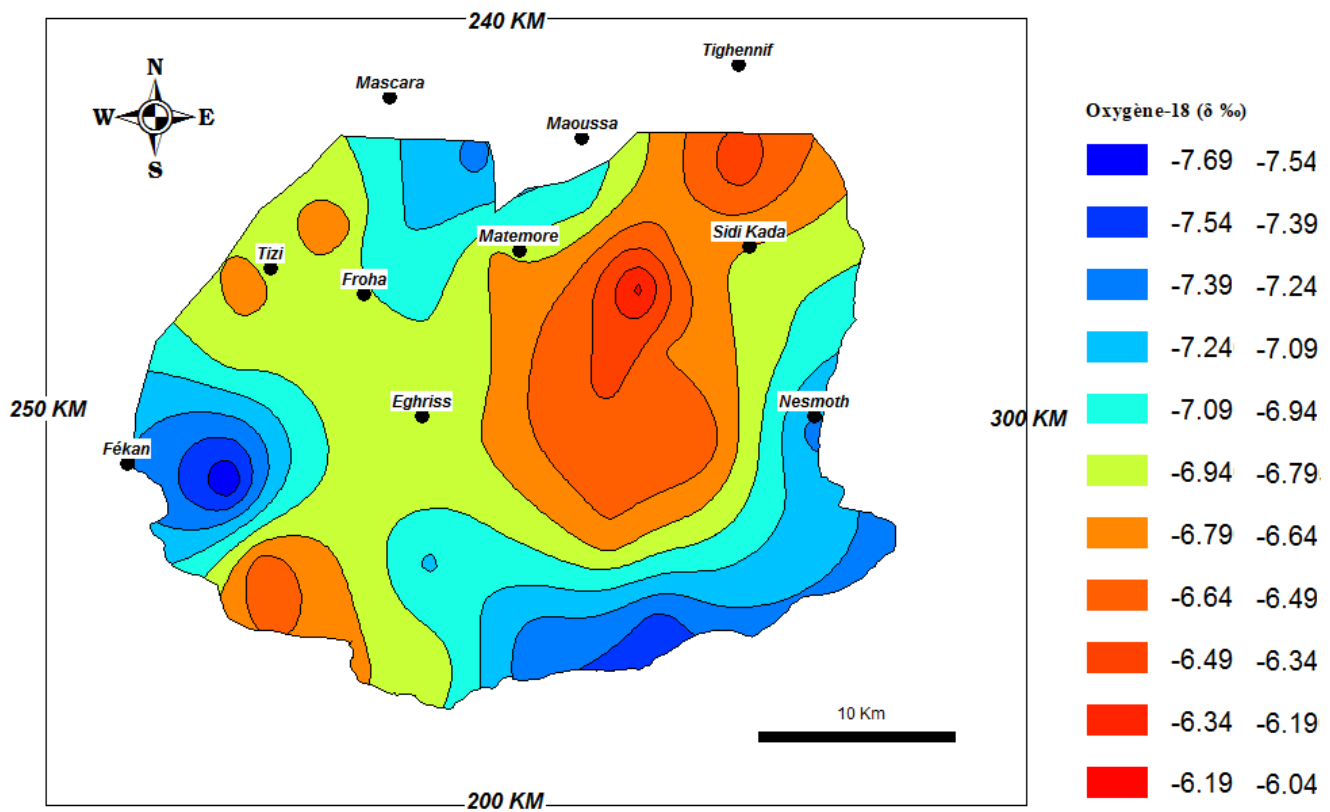 240 KM
Tighennif
N
Mascara
W E
S
Maoussa
Oxygène-18 (δ ‰)
-7.69 -7.54
-7.54 -7.39
-7.39 -7.24
-7.24 -7.09
-7.09 -6.94
-6.94 -6.79
-6.79 -6.64
-6.64 -6.49
-6.49 -6.34
-6.34 -6.19
-6.19 -6.04
Matemore
Sidi Kada
Tizi
Froha
250 KM
Eghriss
Nesmoth
300 KM
Fékan
10 Km
200 KM